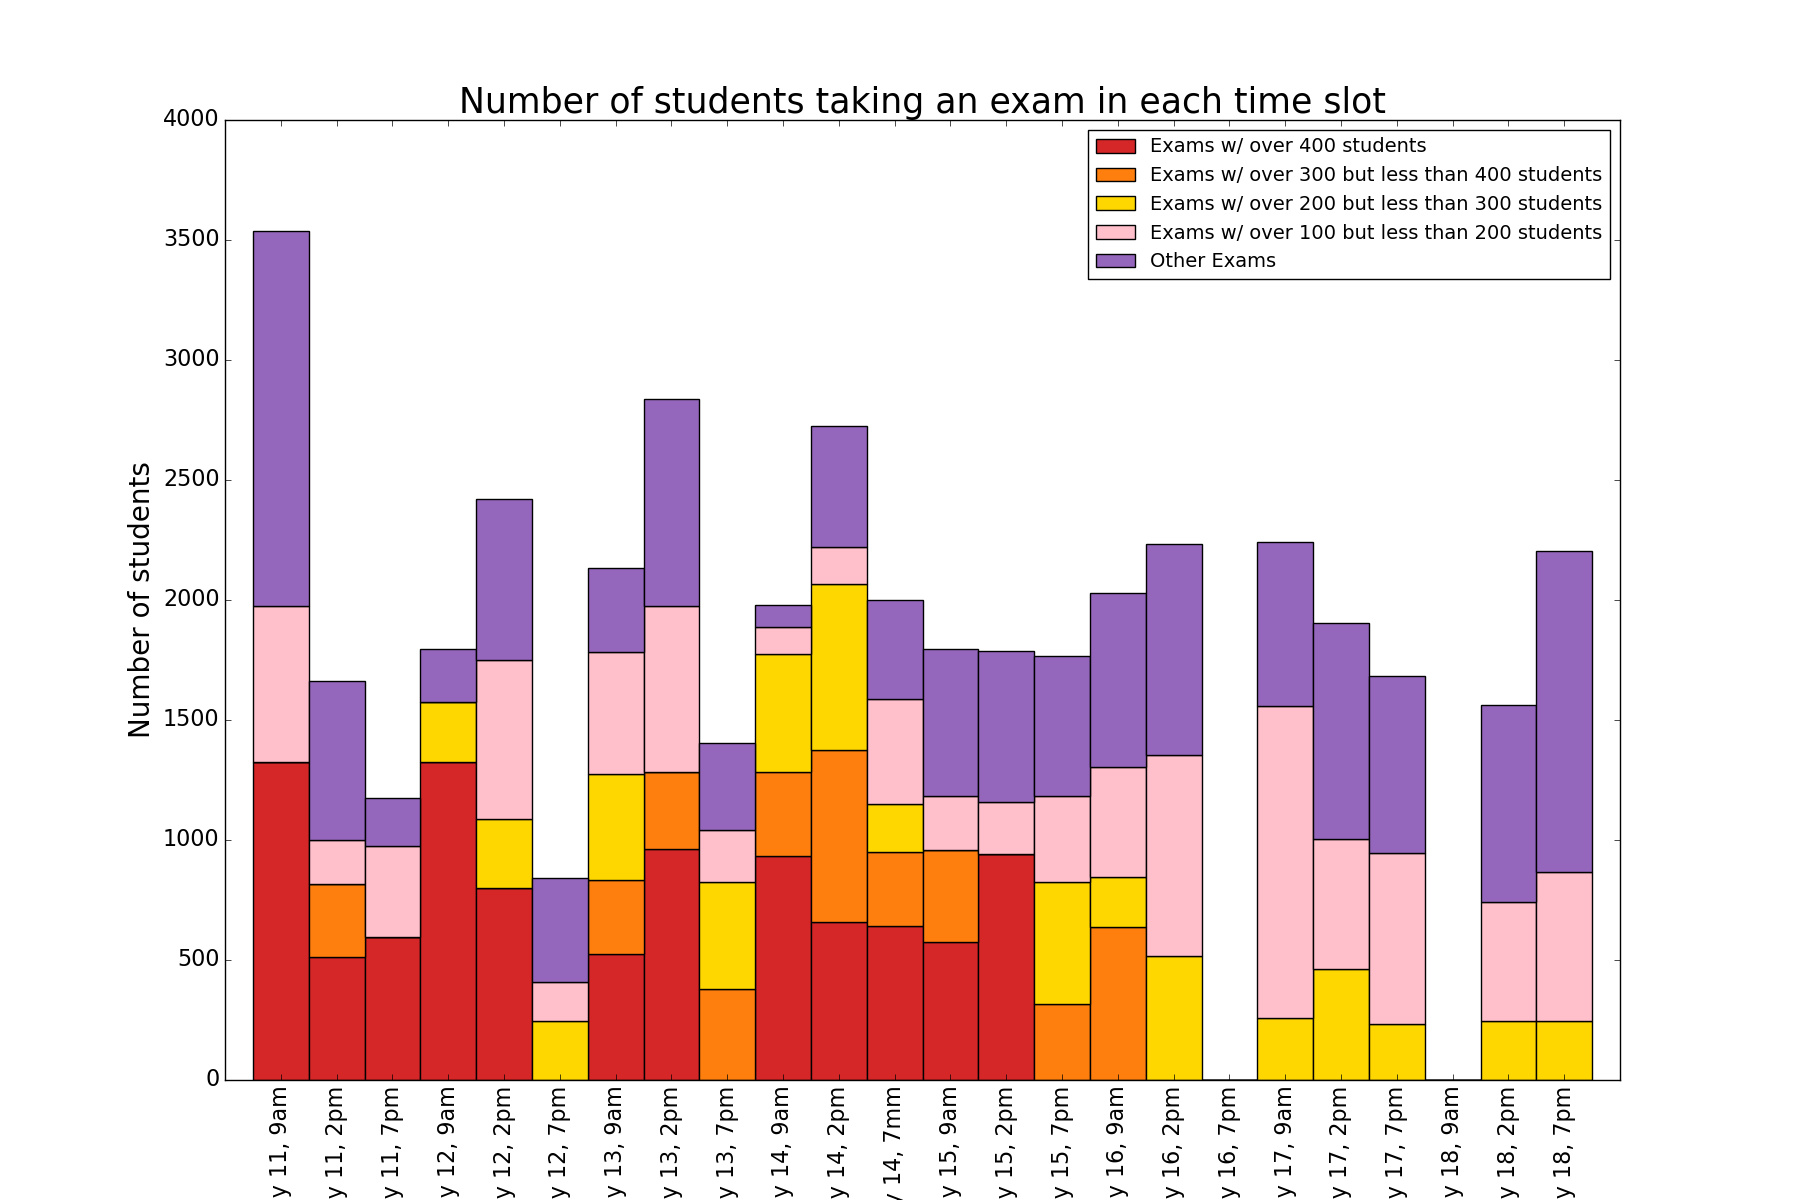 Number of students taking an exam in each time slot
Exams w/ over 400 students
Exams w/ over 300 but less than 400 students
Exams w/ over 200 but less than 300 students
Exams w/ over 100 but less than 200 students
Other Exams
Number of students
4000
3500
3000
2500
2000
1500
1000
500
0
y 11, 9am
y 11, 2pm
y 11, 7pm
y 12, 9am
y 12, 2pm
y 12, 7pm
y 13, 9am
y 13, 2pm
y 13, 7pm
y 14, 9am
y 14, 2pm
y 14, 7mm
y 15, 9am
y 15, 2pm
y 15, 7pm
y 16, 9am
y 16, 2pm
y 16, 7pm
y 17, 9am
y 17, 2pm
y 17, 7pm
y 18, 9am
y 18, 2pm
y 18, 7pm